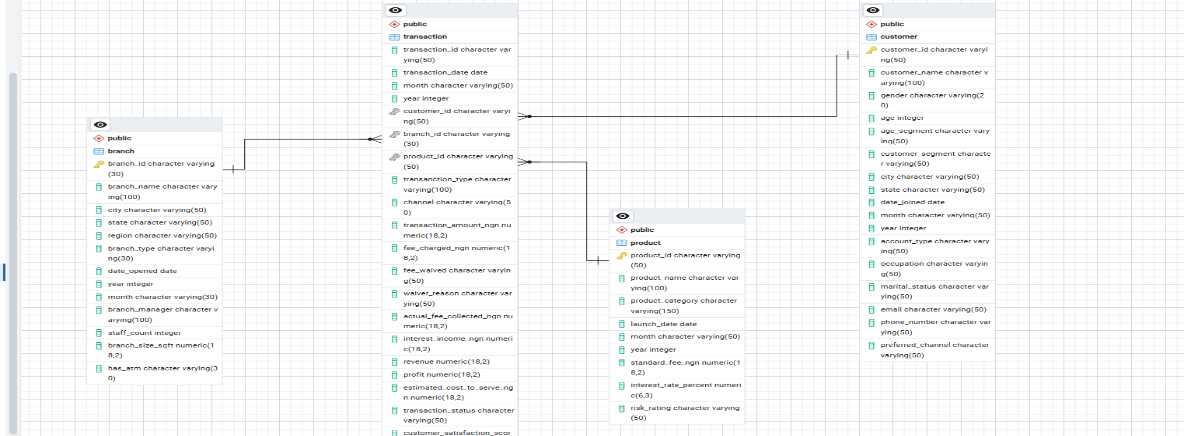 public
branch
branch_id character varying
(30)
branch_name character vary
ing(100)
city character varying(50)
state character varying(50)
region character varying(50)
branch_type character varyi
ng(30)
date_opened date
year integer
month character varying(30)
branch_manager character v
arying(100)
staff_count integer
branch_size_sqft numeric(1
8,2)
has_atm character varying(3
0)
public
transaction
transaction_id character var
ying(50)
transaction_date date
month character varying(50)
year integer
customer_id character varyi
ng(50)
branch_id character varying
(30)
product_id character varying
(50)
transanction_type character
varying(100)
channel character varying(5
0)
transaction_amount_ngn nu
meric(18,2)
fee_charged_ngn numeric(1
8,2)
fee_waived character varyin
g(50)
waiver_reason character var
ying(50)
actual_fee_collected_ngn nu
meric(18,2)
interest_income_ngn numeri
c(18,2)
revenue numeric(18,2)
profit numeric(18,2)
estimated_cost_to_serve_ng
n numeric(18,2)
transaction_status character
varying(50)
customer_satisfaction_scor
public
product
product_id character varying
(50)
product_name character var
ying(100)
product_category character
varying(150)
launch_date date
month character varying(50)
year integer
standard_fee_ngn numeric(1
8,2)
interest_rate_percent numeri
c(6,3)
risk_rating character varying
(50)
public
customer
customer_id character varyi
ng(50)
customer_name character v
arying(100)
gender character varying(2
0)
age integer
age_segment character vary
ing(50)
customer_segment characte
r varying(50)
city character varying(50)
state character varying(50)
date_joined date
month character varying(50)
year integer
account_type character vary
ing(50)
occupation character varyin
g(50)
marital_status character var
ying(50)
email character varying(50)
phone_number character var
ying(50)
preferred_channel character
varying(50)